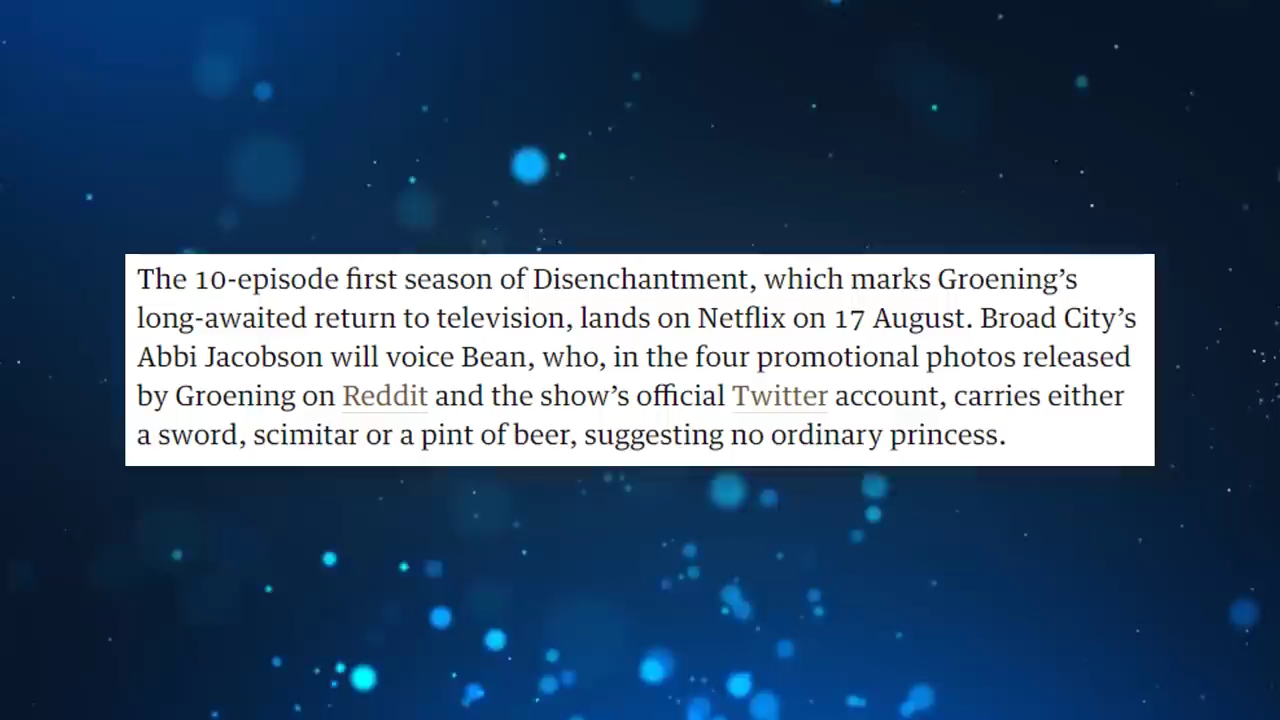 The 10-episode first season of Disenchantment, which marks Groening’s
long-awaited return to television, lands on Netflix on 17 August. Broad City’s
Abbi Jacobson will voice Bean, who, in the four promotional photos released
by Groening on Reddit and the show’s official Twitter account, carries either
a sword, scimitar or a pint of beer, suggesting no ordinary princess.